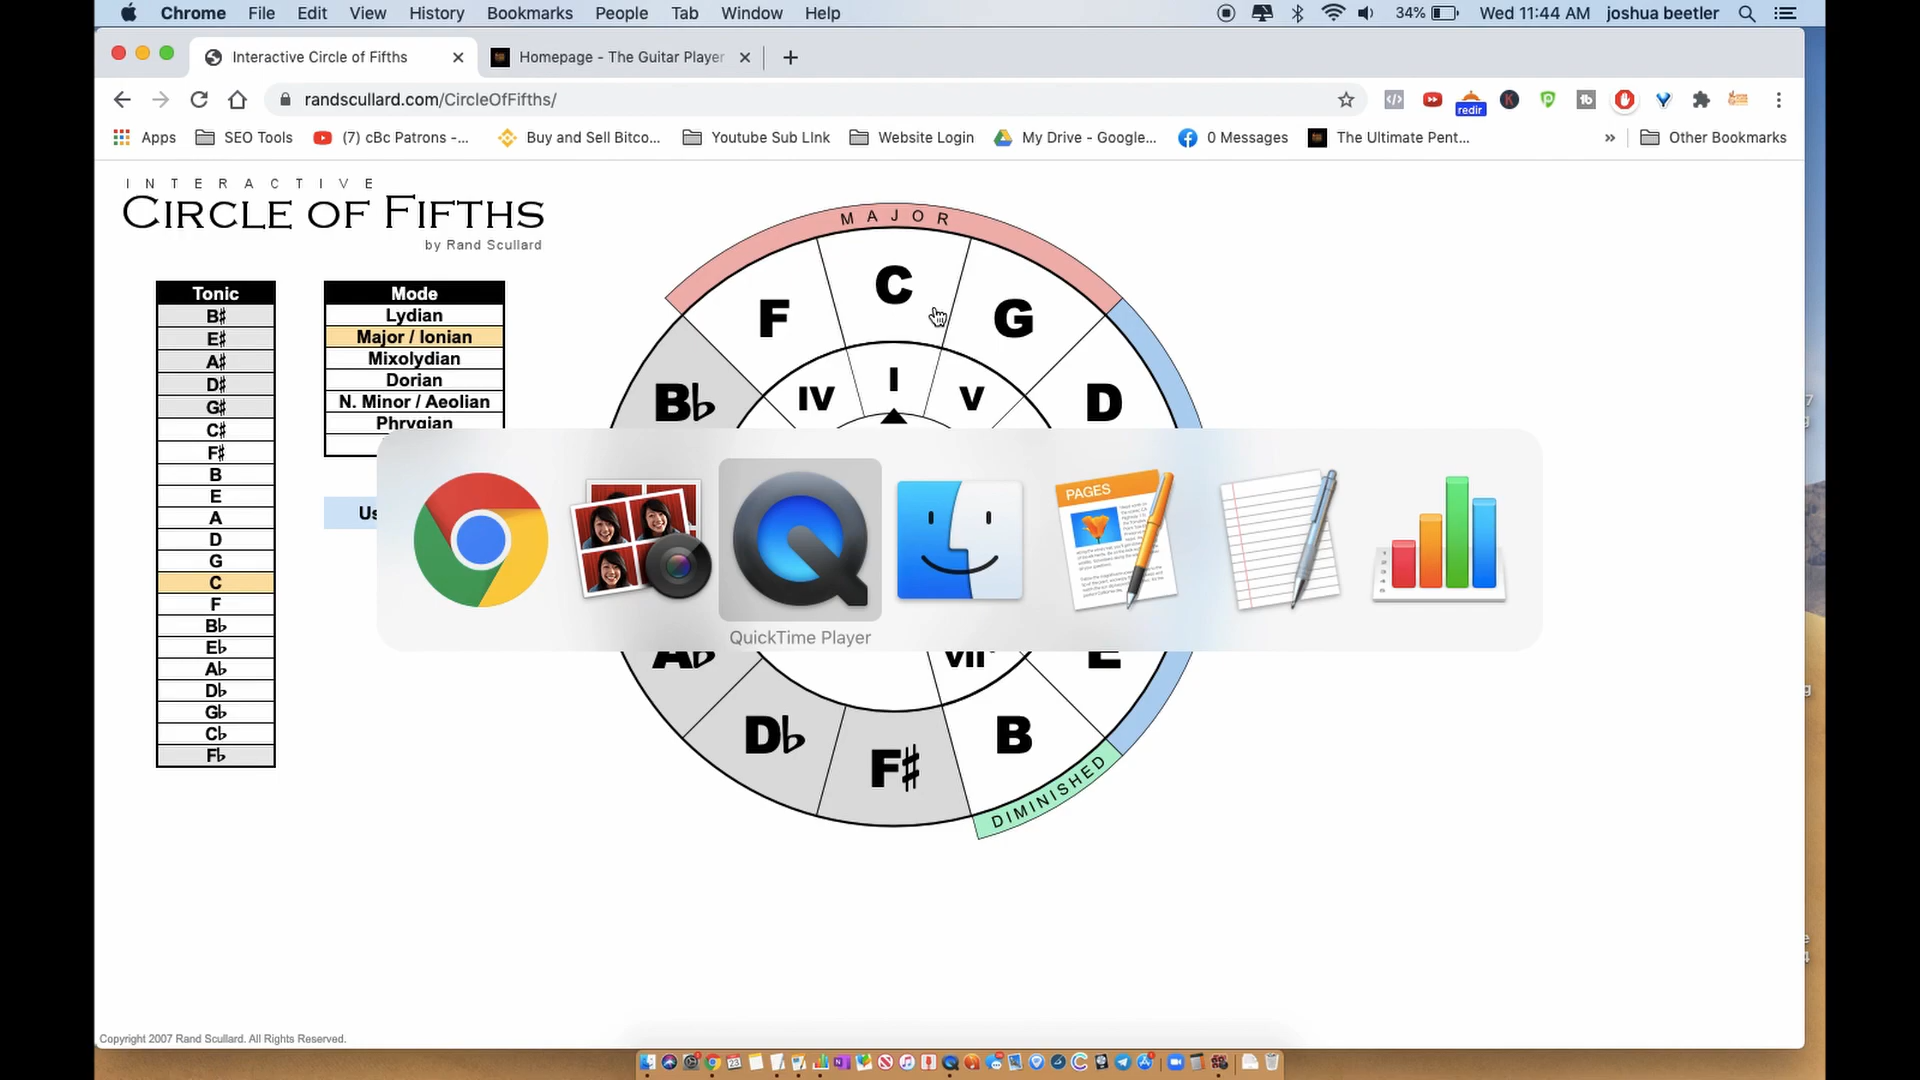 Chrome File Edit View History Bookmarks People Tab Window Help 34% Wed 11:44 AM joshua beetler
Interactive Circle of Fifths Homepage - The Guitar Player
randscullard.com/CircleOfFifths/ redir
Apps SEO Tools (7) cBc Patrons -... Buy and Sell Bitco... Youtube Sub LInk Website Login My Drive - Google... 0 Messages The Ultimate Pent... » Other Bookmarks
INTERACTIVE
CIRCLE OF FIFTHS
by Rand Scullard
Tonic
B♯
E♯
A♯
D♯
G♯
C♯
F♯
B
E
A
D
G
C
F
B♭
E♭
A♭
D♭
G♭
C♭
F♭
Mode
Lydian
Major / Ionian
Mixolydian
Dorian
N. Minor / Aeolian
Phrygian
Us
MAJOR
C
F G
I
IV V
B♭ D
PAGES
QuickTime Player
A♭ VII° E
D♭ B
F♯
DIMINISHED
Copyright 2007 Rand Scullard. All Rights Reserved.